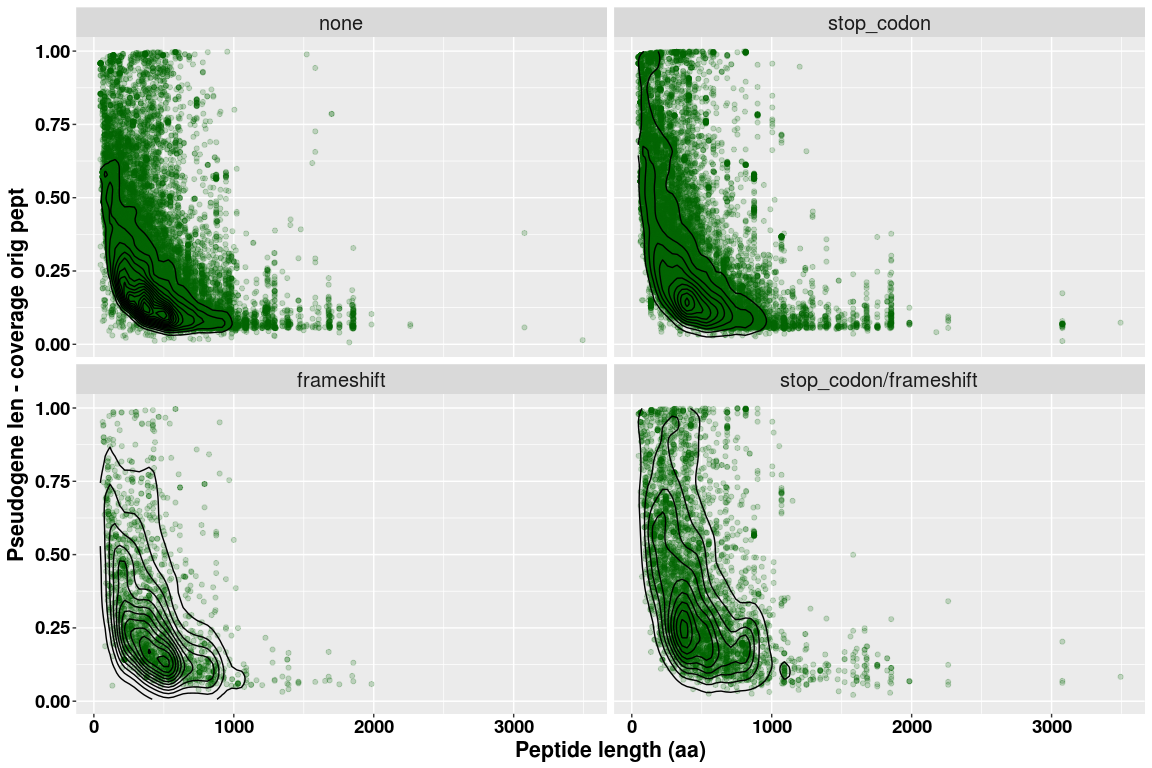 none
stop_codon
1.00
0.75
0.50
0.25
0.00
frameshift
stop_codon/frameshift
1.00
0.75
0.50
0.25
0.00
0 1000 2000 3000
0 1000 2000 3000
Peptide length (aa)
Pseudogene len - coverage orig pept